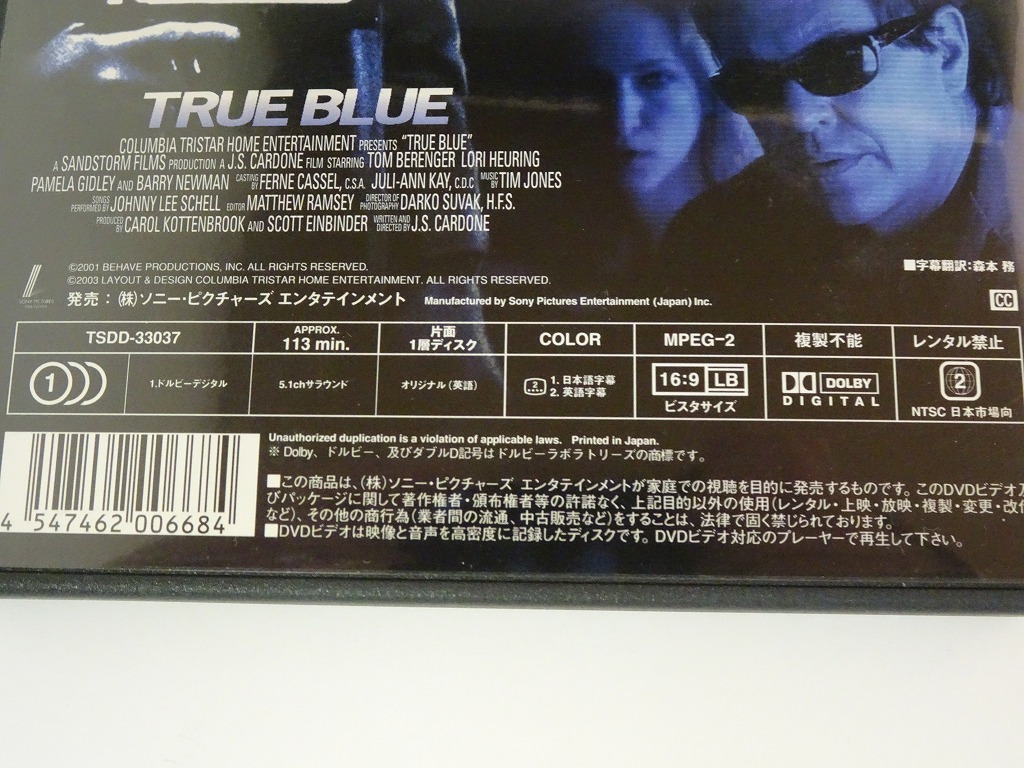 TRUE BLUE
COLUMBIA TRISTAR HOME ENTERTAINMENT PRESENTS "TRUE BLUE"
A SANDSTORM FILMS PRODUCTION A J.S. CARDONE FILM STARRING TOM BERENGER LORI HEURING
PAMELA GIDLEY AND BARRY NEWMAN CASTING BY FERNE CASSEL, C.S.A. JULI-ANN KAY, C.D.C MUSIC BY TIM JONES
SONGS PERFORMED BY JOHNNY LEE SCHELL EDITOR MATTHEW RAMSEY DIRECTOR OF PHOTOGRAPHY DARKO SUVAK, H.F.S.
PRODUCED BY CAROL KOTTENBROOK AND SCOTT EINBINDER WRITTEN AND DIRECTED BY J.S. CARDONE
©2001 BEHAVE PRODUCTIONS, INC. ALL RIGHTS RESERVED.
©2003 LAYOUT & DESIGN COLUMBIA TRISTAR HOME ENTERTAINMENT. ALL RIGHTS RESERVED.
■字幕翻訳:森本 務
SONY PICTURES
発売:(株)ソニー・ピクチャーズ エンタテインメント Manufactured by Sony Pictures Entertainment (Japan) Inc.
CC
TSDD-33037 APPROX. 113 min. 片面 1層ディスク COLOR MPEG-2 複製不能 レンタル禁止
1 1.ドルビーデジタル 5.1chサラウンド オリジナル(英語) 2 1. 日本語字幕 2. 英語字幕 16:9 LB ビスタサイズ DOLBY DIGITAL 2 NTSC 日本市場向
Unauthorized duplication is a violation of applicable laws. Printed in Japan.
※ Dolby、ドルビー、及びダブルD記号はドルビーラボラトリーズの商標です。
■この商品は、(株)ソニー・ピクチャーズ エンタテインメントが家庭での視聴を目的に発売するものです。このDVDビデオ及
びパッケージに関して著作権者・頒布権者等の許諾なく、上記目的以外の使用(レンタル・上映・放映・複製・変更・改作
など)、その他の商行為(業者間の流通、中古販売など)をすることは、法律で固く禁じられております。
■DVDビデオは映像と音声を高密度に記録したディスクです。DVDビデオ対応のプレーヤーで再生して下さい。
4 547462 006684